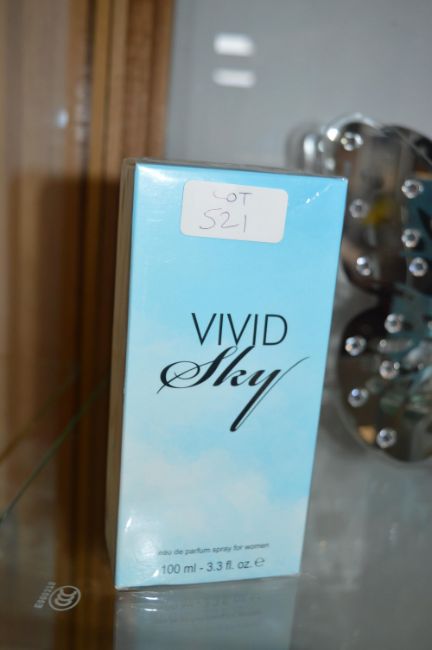 LOT
521
VIVID
Sky
eau de parfum spray for women
100 ml - 3.3 fl. oz. e